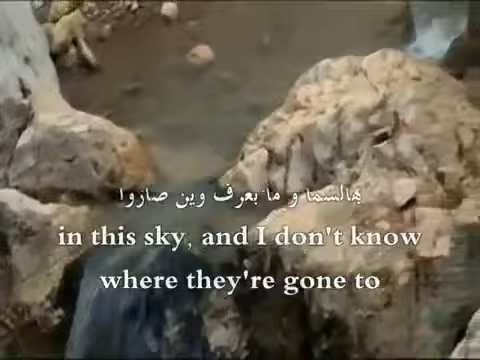 بهالسما و ما بعرف وين صاروا
in this sky, and I don't know
where they're gone to